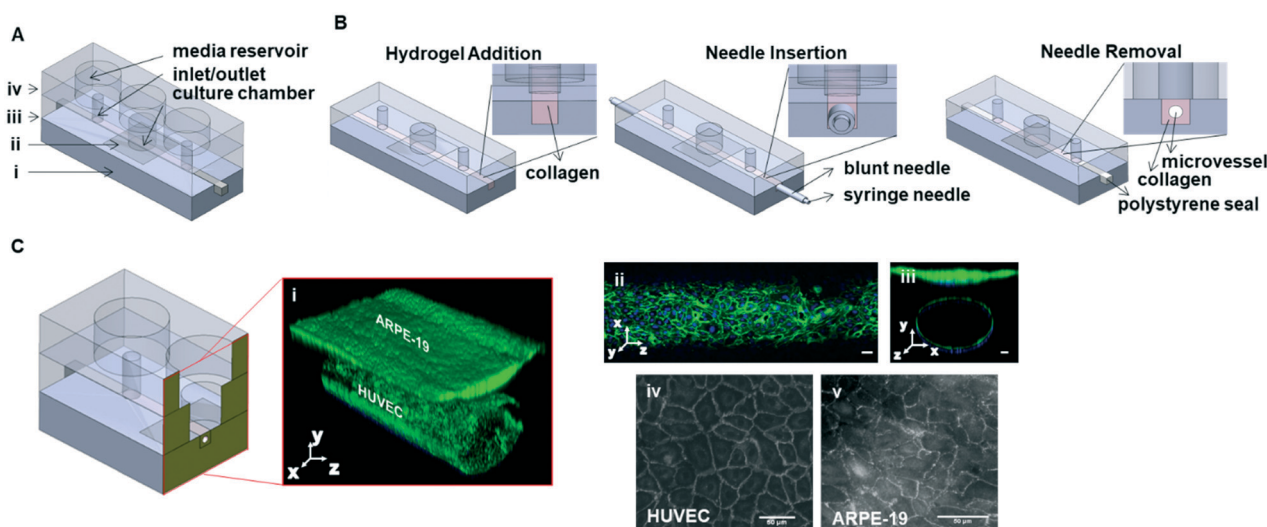 A
media reservoir
inlet/outlet
culture chamber
iv
iii
ii
i
B
Hydrogel Addition
collagen
Needle Insertion
blunt needle
syringe needle
Needle Removal
microvessel
collagen
polystyrene seal
C
i
ARPE-19
HUVEC
y
x
z
ii
x
y
z
iii
y
z
x
iv
HUVEC
50 μm
v
ARPE-19
50 μm